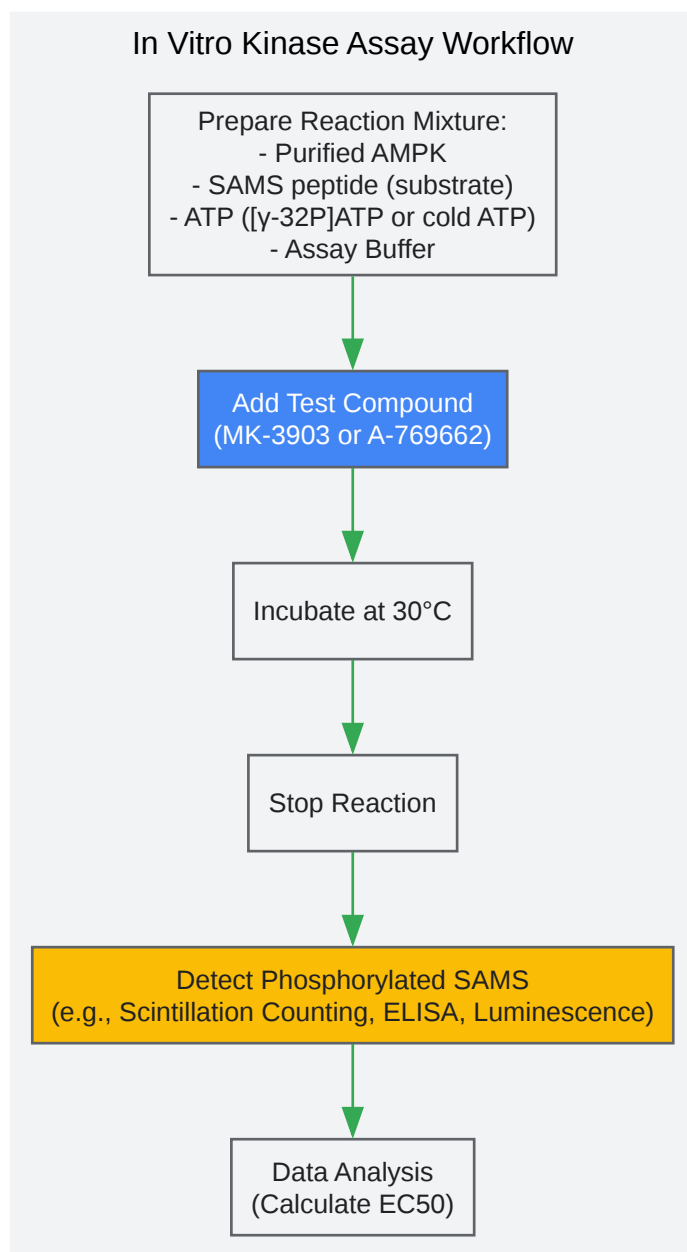 In Vitro Kinase Assay Workflow
Prepare Reaction Mixture:
- Purified AMPK
- SAMS peptide (substrate)
- ATP ([γ-32P]ATP or cold ATP)
- Assay Buffer
Add Test Compound
(MK-3903 or A-769662)
Incubate at 30°C
Stop Reaction
Detect Phosphorylated SAMS
(e.g., Scintillation Counting, ELISA, Luminescence)
Data Analysis
(Calculate EC50)